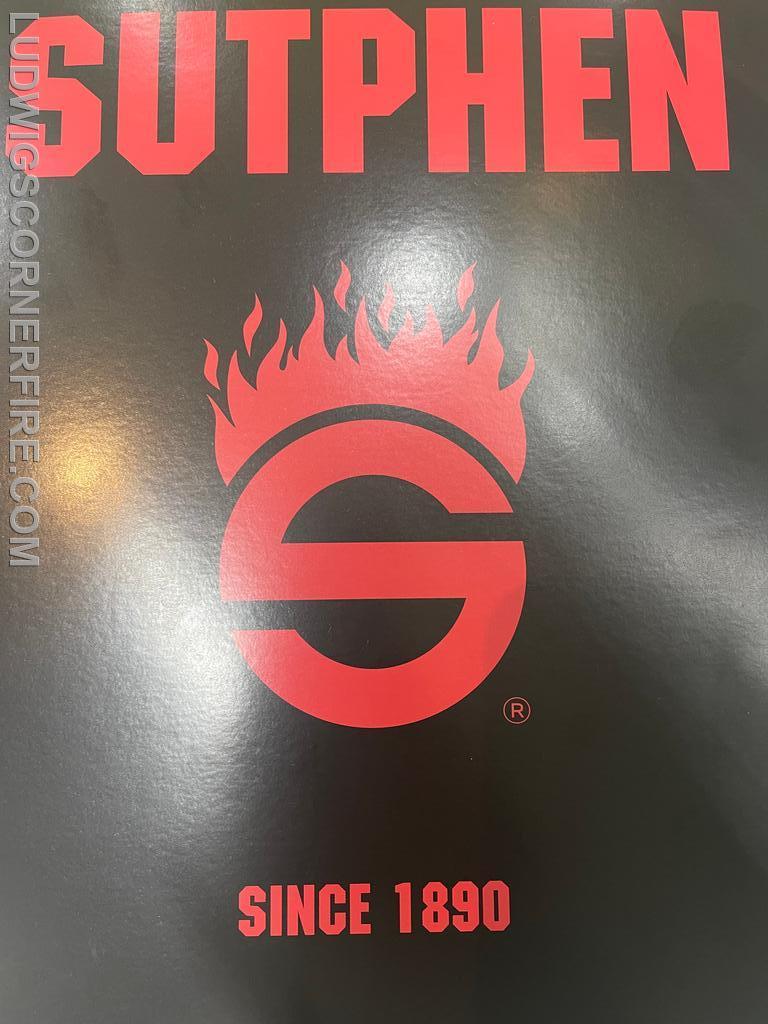 SUTPHEN
LUDWIGSCORNERFIRE.COM
S
®
SINCE 1890